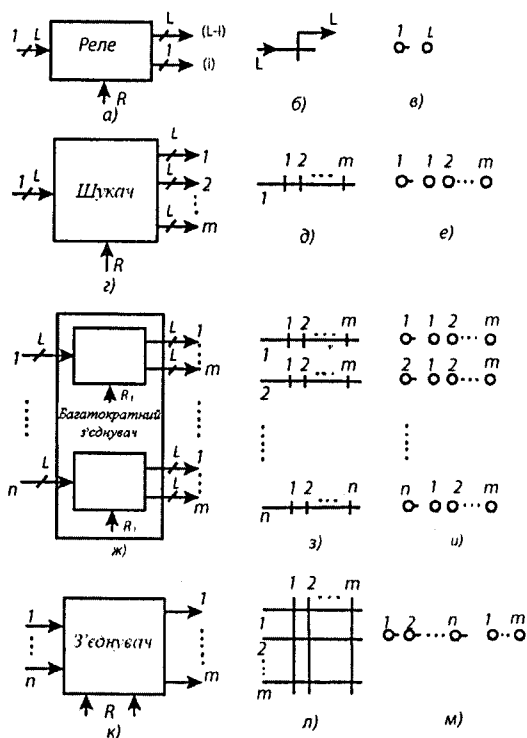 1 L Реле L (L-i)
1 (i)
R
а)
L L
б)
1 L
в)
1 L Шукач L 1
L 2
L m
R
г)
1 2 ... m
1
д)
1 1 2 m
е)
1 L L 1
L m
R₁
Багатократний
з'єднувач
n L L 1
L m
R₁
ж)
1 2 ... m
1
1 2 ... m
2
1 2 ... n
n
з)
1 1 2 m
2 1 2 m
n 1 2 m
и)
1 З'єднувач 1
n m
R
к)
1 2 ... m
1
2
m
л)
1 2 n 1 m
м)